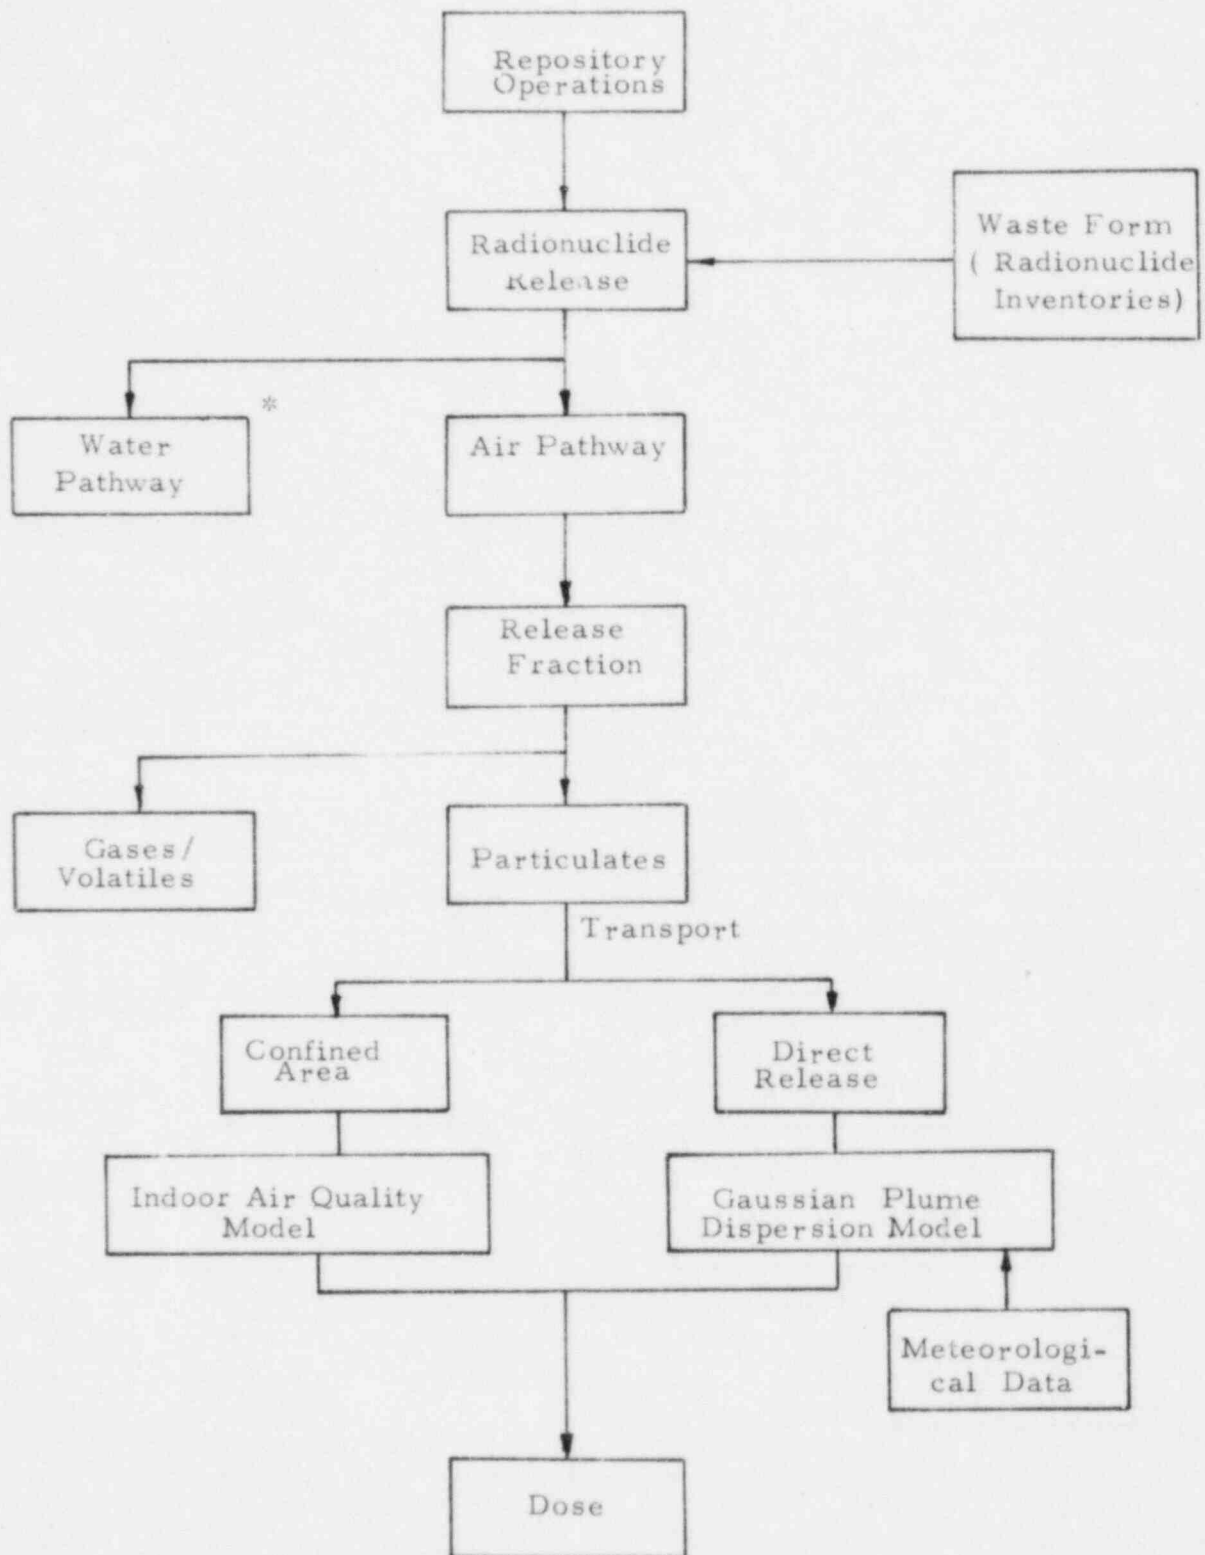 Repository
Operations
Radionuclide
Release
Waste Form
( Radionuclide
Inventories)
*
Water
Pathway
Air Pathway
Release
Fraction
Gases/
Volatiles
Particulates
Transport
Confined
Area
Direct
Release
Indoor Air Quality
Model
Gaussian Plume
Dispersion Model
Meteorologi-
cal Data
Dose